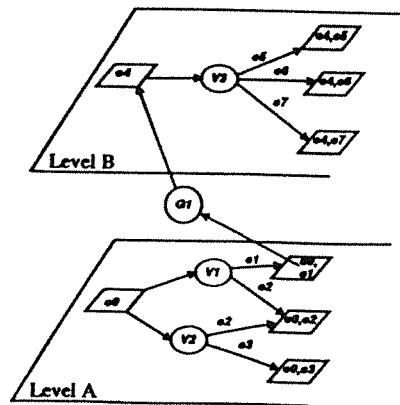 e4,e5
e5
e4
V3
e6
e4,e6
e7
e4,e7
Level B
G1
V1
e1
e0,
e1
e2
e0
e0,e2
V2
e2
e3
e0,e3
Level A